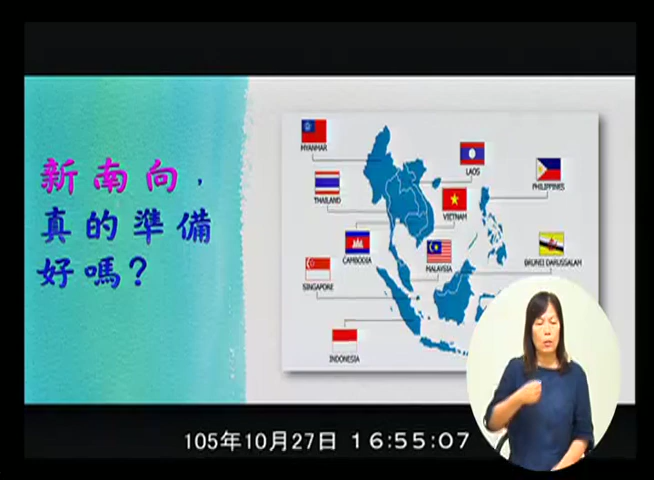 新南向，
真的準備
好嗎？
MYANMAR
LAOS
PHILIPPINES
THAILAND
VIETNAM
CAMBODIA
MALAYSIA
BRUNEI DARUSSALAM
SINGAPORE
INDONESIA
105年10月27日 16:55:07